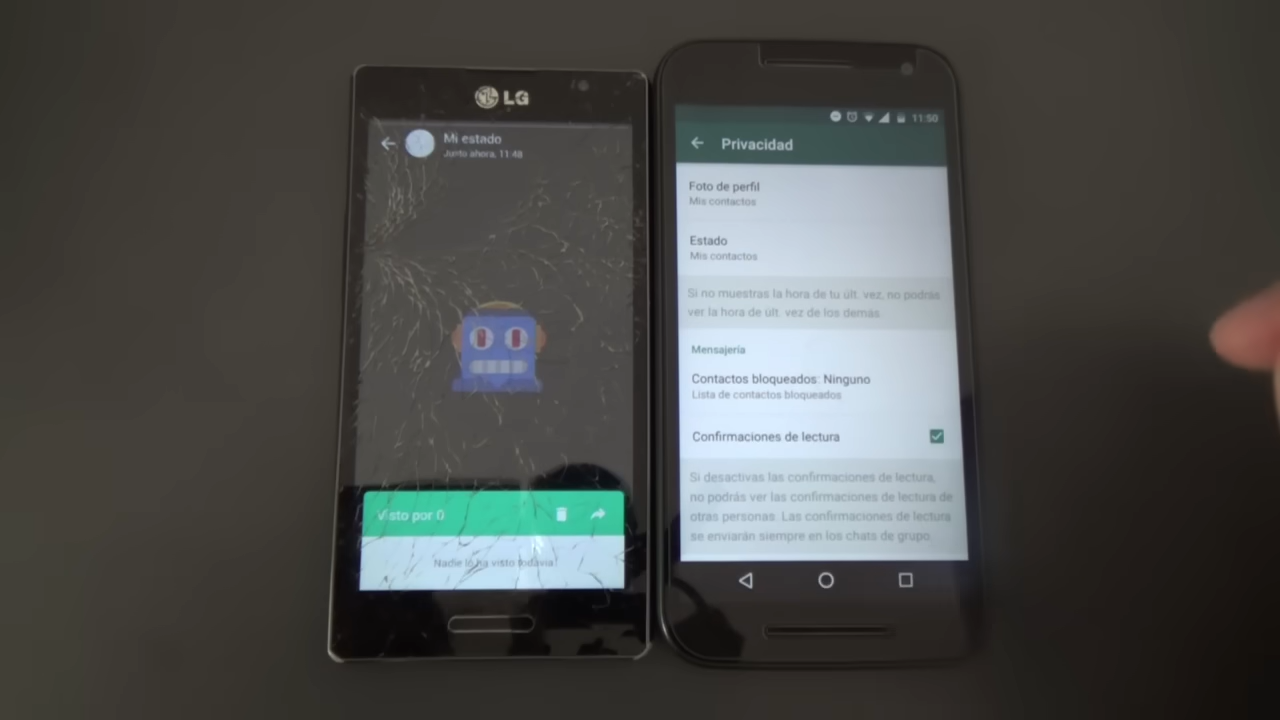 LG
Mi estado
Justo ahora, 11:48
Visto por 0
Nadie lo ha visto todavía
11:50
Privacidad
Foto de perfil
Mis contactos
Estado
Mis contactos
Si no muestras la hora de tu últ. vez, no podrás
ver la hora de últ. vez de los demás.
Mensajería
Contactos bloqueados: Ninguno
Lista de contactos bloqueados
Confirmaciones de lectura
Si desactivas las confirmaciones de lectura,
no podrás ver las confirmaciones de lectura de
otras personas. Las confirmaciones de lectura
se enviarán siempre en los chats de grupo.